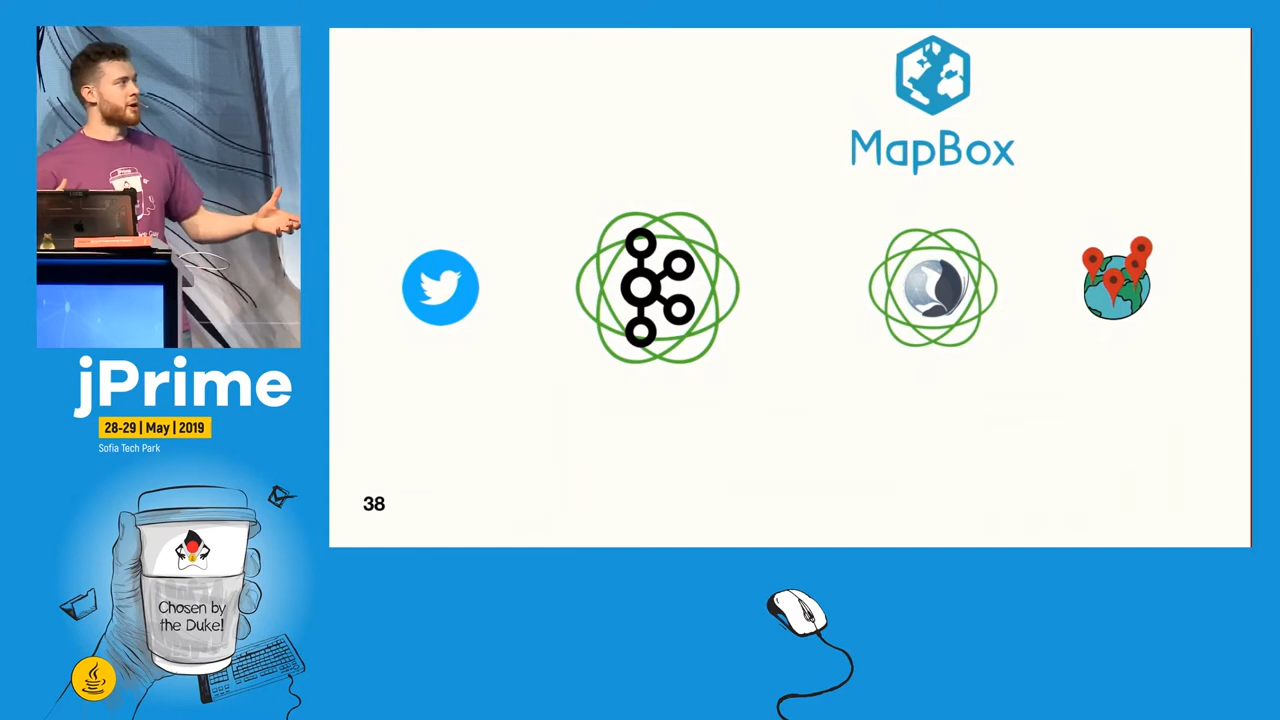 MapBox
38
jPrime
28-29 | May | 2019
Sofia Tech Park
Chosen by
the Duke!